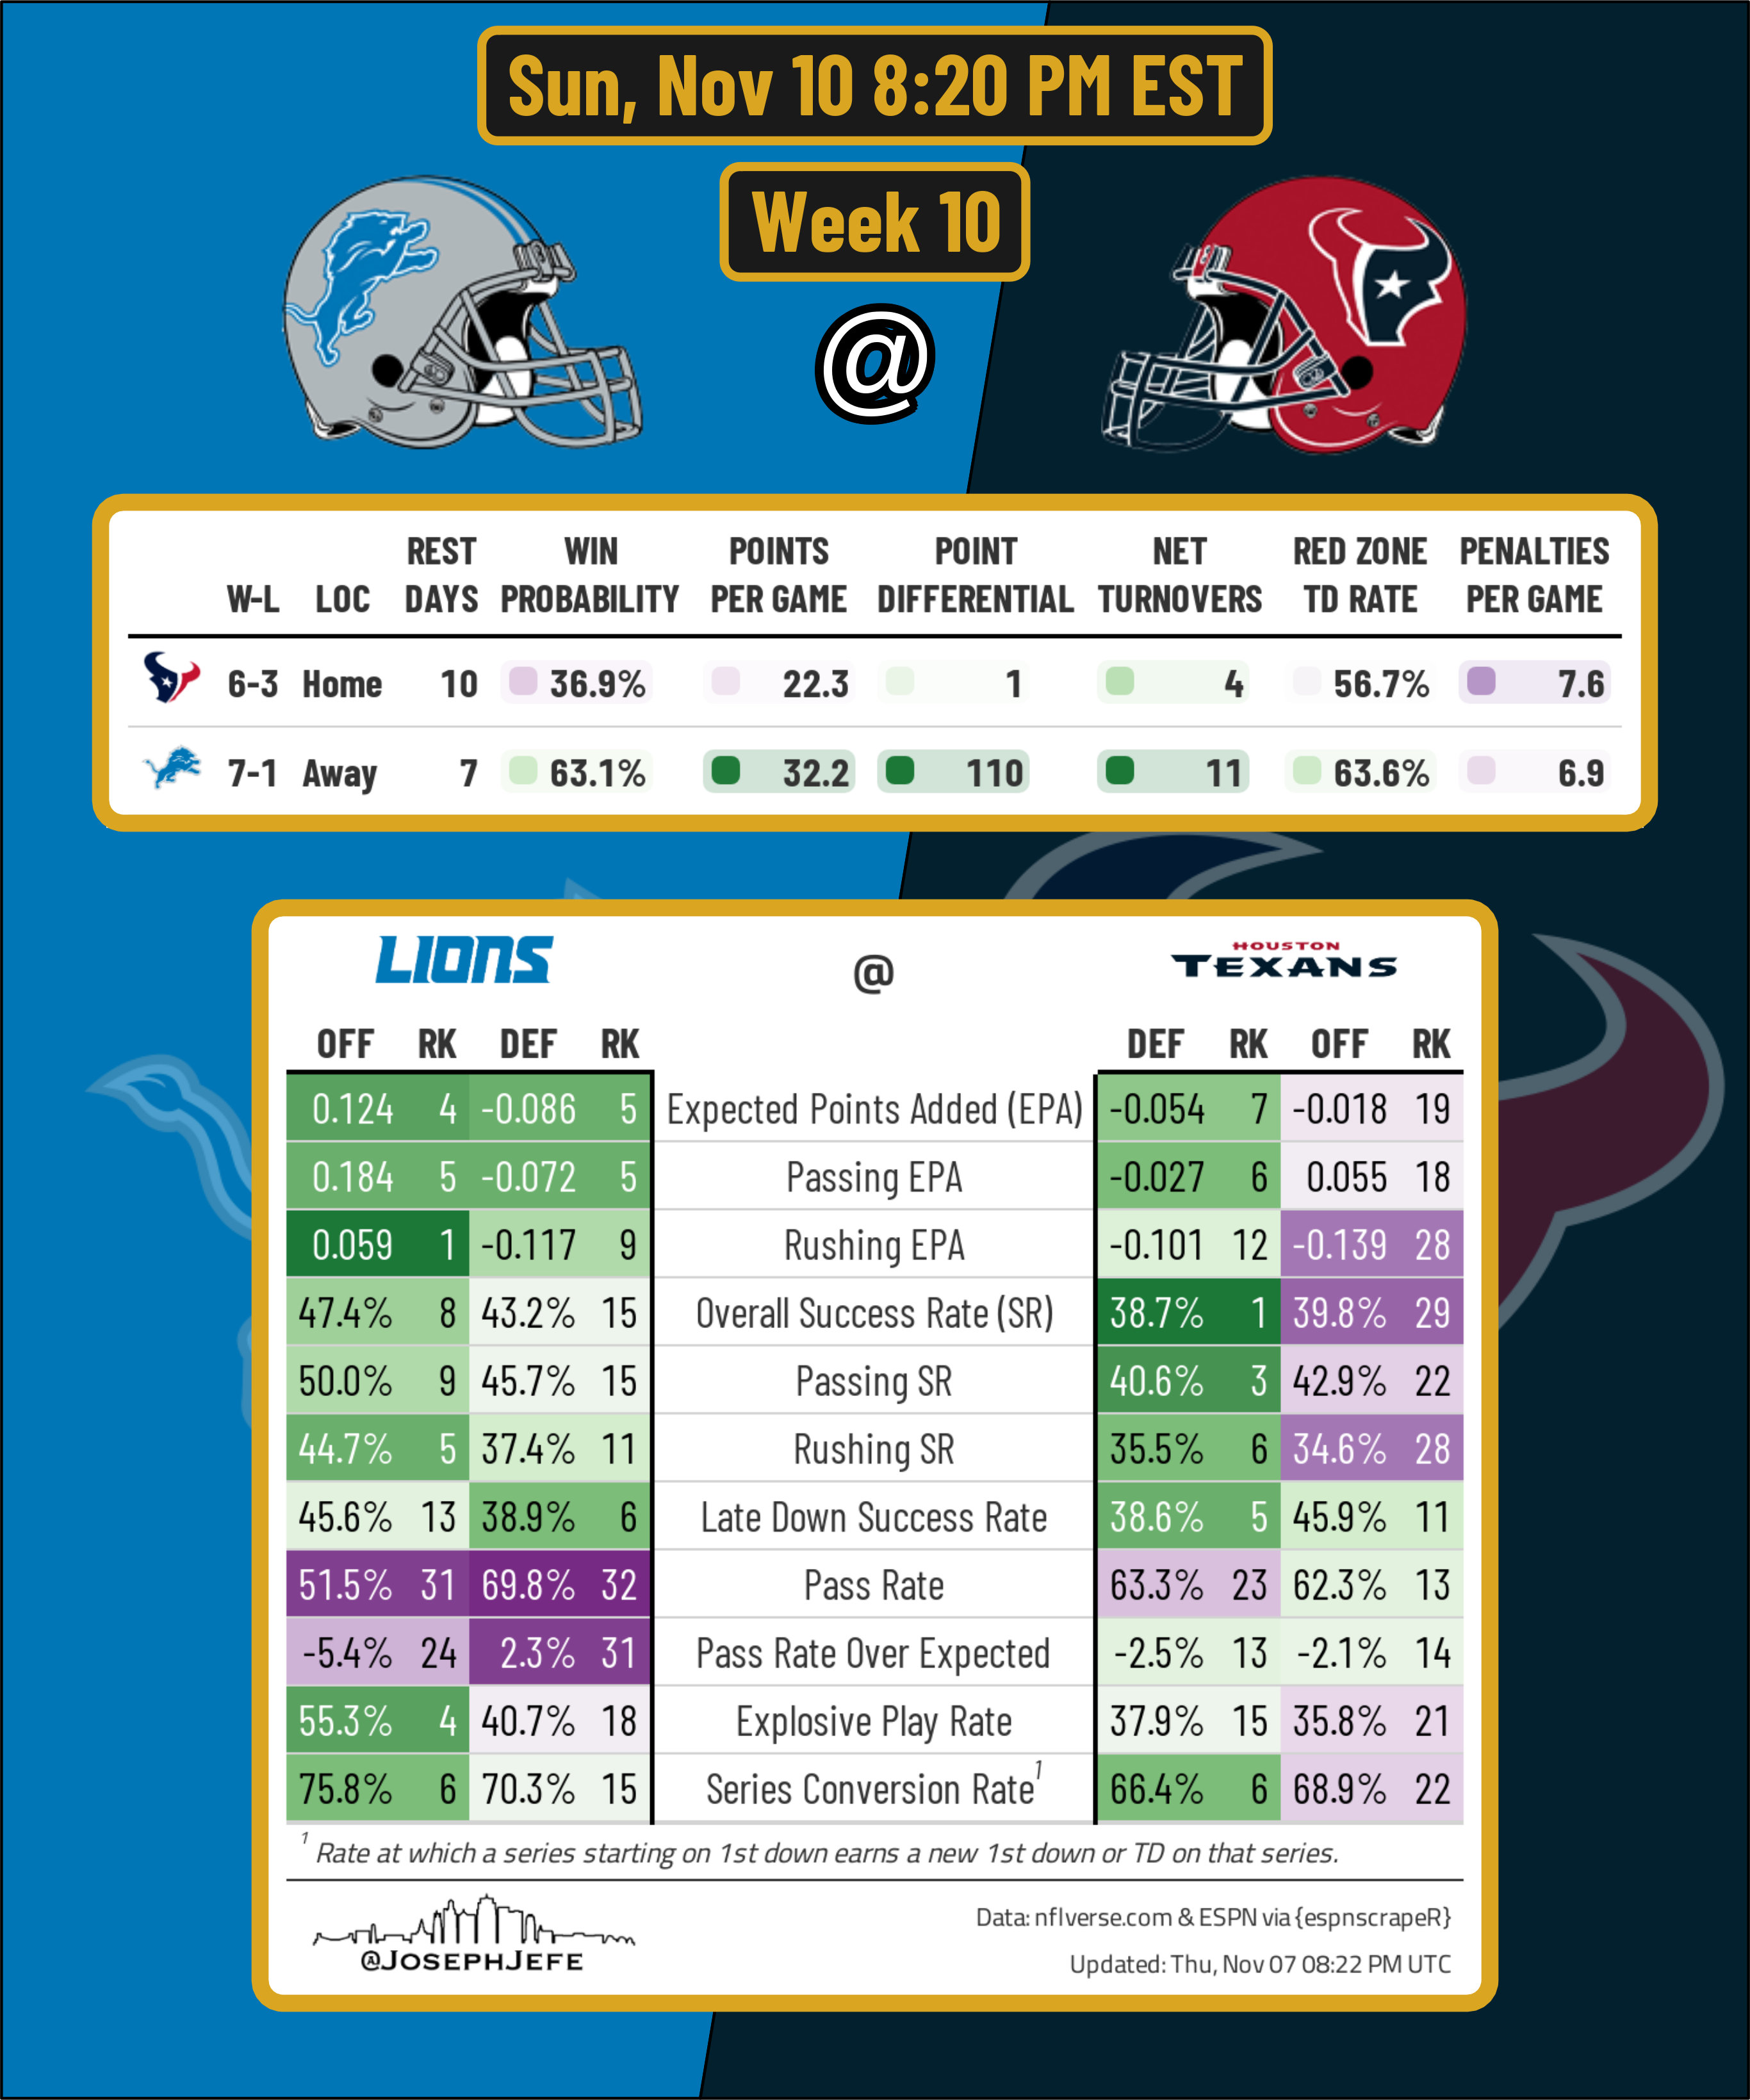 Sun, Nov 10 8:20 PM EST
Week 10
@
W-L LOC REST DAYS WIN PROBABILITY POINTS PER GAME POINT DIFFERENTIAL NET TURNOVERS RED ZONE TD RATE PENALTIES PER GAME
6-3 Home 10 36.9% 22.3 1 4 56.7% 7.6
7-1 Away 7 63.1% 32.2 110 11 63.6% 6.9
LIONS @ HOUSTON TEXANS
OFF RK DEF RK DEF RK OFF RK
0.124 4 -0.086 5 Expected Points Added (EPA) -0.054 7 -0.018 19
0.184 5 -0.072 5 Passing EPA -0.027 6 0.055 18
0.059 1 -0.117 9 Rushing EPA -0.101 12 -0.139 28
47.4% 8 43.2% 15 Overall Success Rate (SR) 38.7% 1 39.8% 29
50.0% 9 45.7% 15 Passing SR 40.6% 3 42.9% 22
44.7% 5 37.4% 11 Rushing SR 35.5% 6 34.6% 28
45.6% 13 38.9% 6 Late Down Success Rate 38.6% 5 45.9% 11
51.5% 31 69.8% 32 Pass Rate 63.3% 23 62.3% 13
-5.4% 24 2.3% 31 Pass Rate Over Expected -2.5% 13 -2.1% 14
55.3% 4 40.7% 18 Explosive Play Rate 37.9% 15 35.8% 21
75.8% 6 70.3% 15 Series Conversion Rate¹ 66.4% 6 68.9% 22
¹ Rate at which a series starting on 1st down earns a new 1st down or TD on that series.
@JOSEPHJEFE
Data: nflverse.com & ESPN via {espnscrapeR}
Updated: Thu, Nov 07 08:22 PM UTC